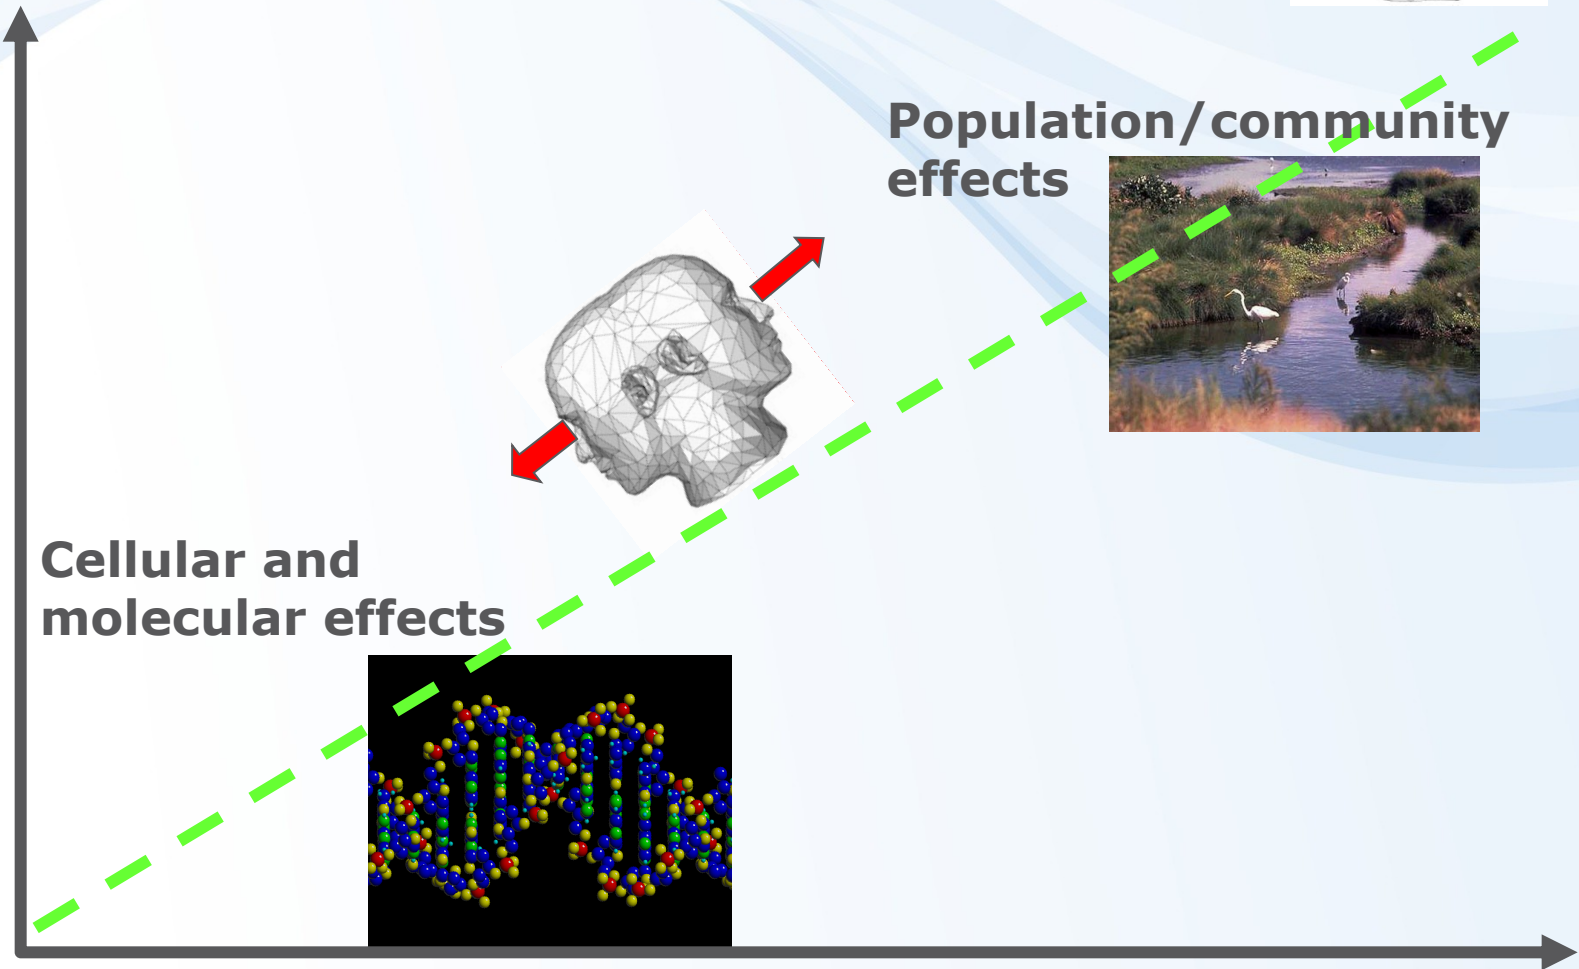 Population/community
effects
Cellular and
molecular effects